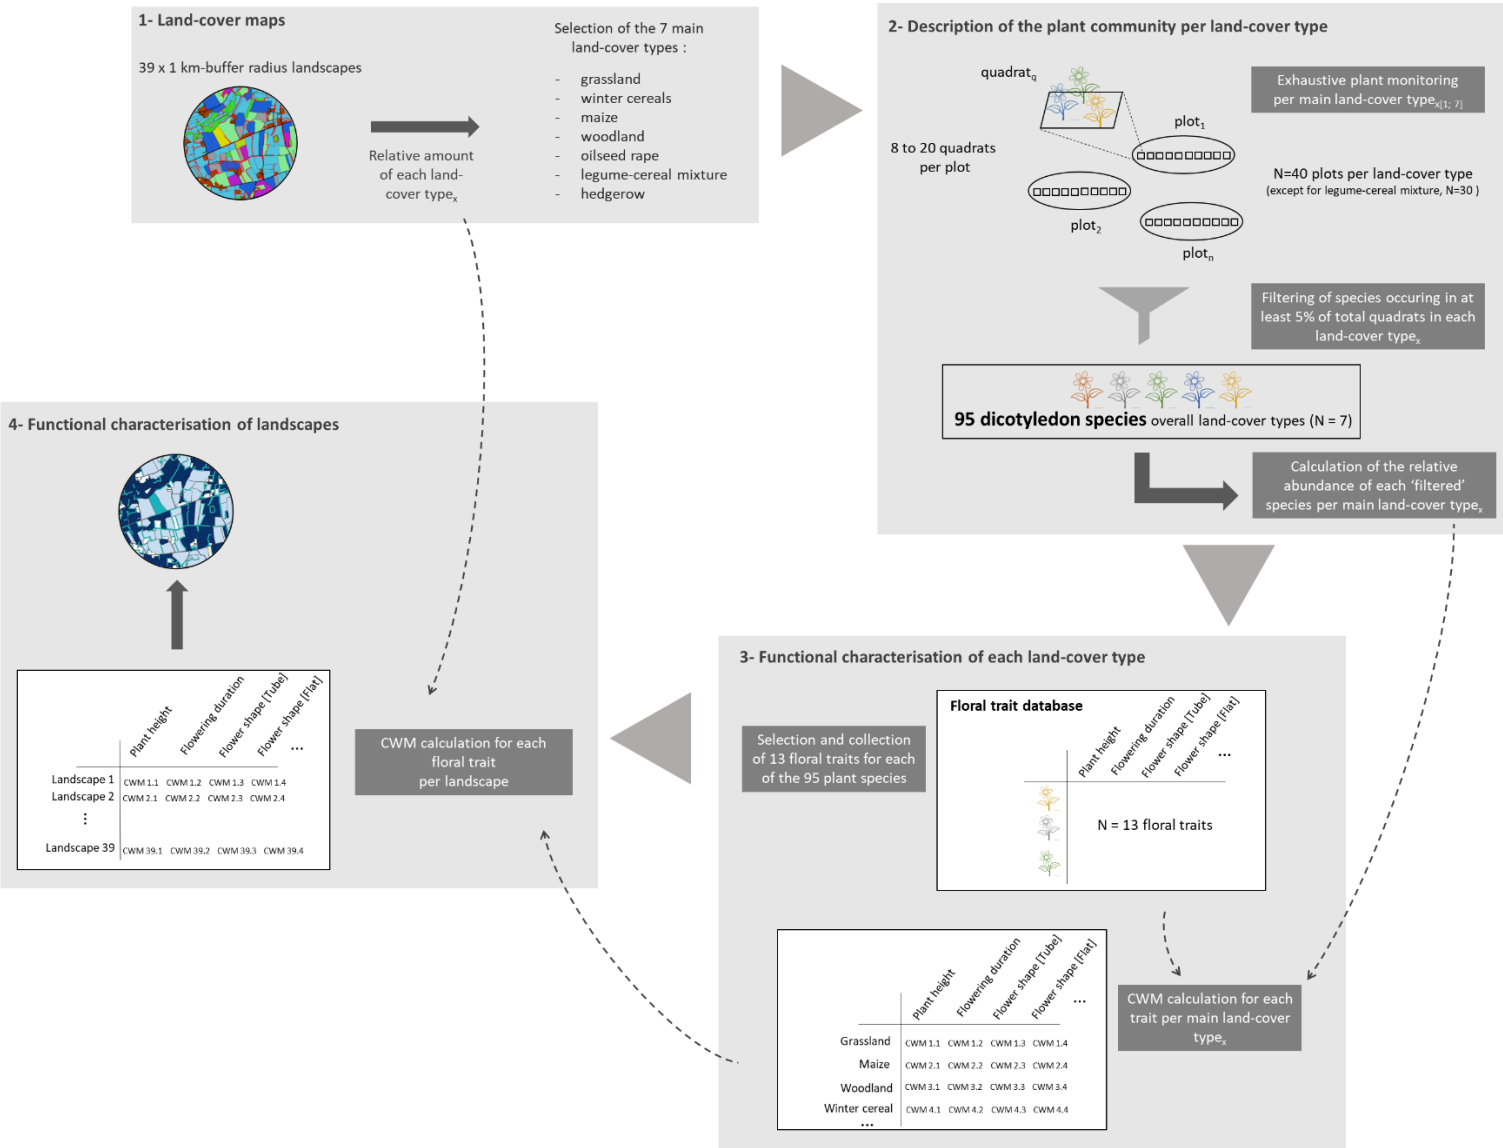 1- Land-cover maps
39 x 1 km-buffer radius landscapes
Relative amount
of each land-
cover typex
Selection of the 7 main
land-cover types :
- grassland
- winter cereals
- maize
- woodland
- oilseed rape
- legume-cereal mixture
- hedgerow
2- Description of the plant community per land-cover type
quadratq
8 to 20 quadrats
per plot
plot1
plot2
plotn
Exhaustive plant monitoring
per main land-cover typex[1; 7]
N=40 plots per land-cover type
(except for legume-cereal mixture, N=30 )
Filtering of species occuring in at
least 5% of total quadrats in each
land-cover typex
95 dicotyledon species overall land-cover types (N = 7)
Calculation of the relative
abundance of each ‘filtered’
species per main land-cover typex
3- Functional characterisation of each land-cover type
Selection and collection
of 13 floral traits for each
of the 95 plant species
Floral trait database
Plant height
Flowering duration
Flower shape [Tube]
Flower shape [Flat]
...
N = 13 floral traits
CWM calculation for each
trait per main land-cover
typex
Plant height
Flowering duration
Flower shape [Tube]
Flower shape [Flat]
...
Grassland CWM 1.1 CWM 1.2 CWM 1.3 CWM 1.4
Maize CWM 2.1 CWM 2.2 CWM 2.3 CWM 2.4
Woodland CWM 3.1 CWM 3.2 CWM 3.3 CWM 3.4
Winter cereal CWM 4.1 CWM 4.2 CWM 4.3 CWM 4.4
...
4- Functional characterisation of landscapes
CWM calculation for each
floral trait
per landscape
Plant height
Flowering duration
Flower shape [Tube]
Flower shape [Flat]
...
Landscape 1 CWM 1.1 CWM 1.2 CWM 1.3 CWM 1.4
Landscape 2 CWM 2.1 CWM 2.2 CWM 2.3 CWM 2.4
⋮
Landscape 39 CWM 39.1 CWM 39.2 CWM 39.3 CWM 39.4